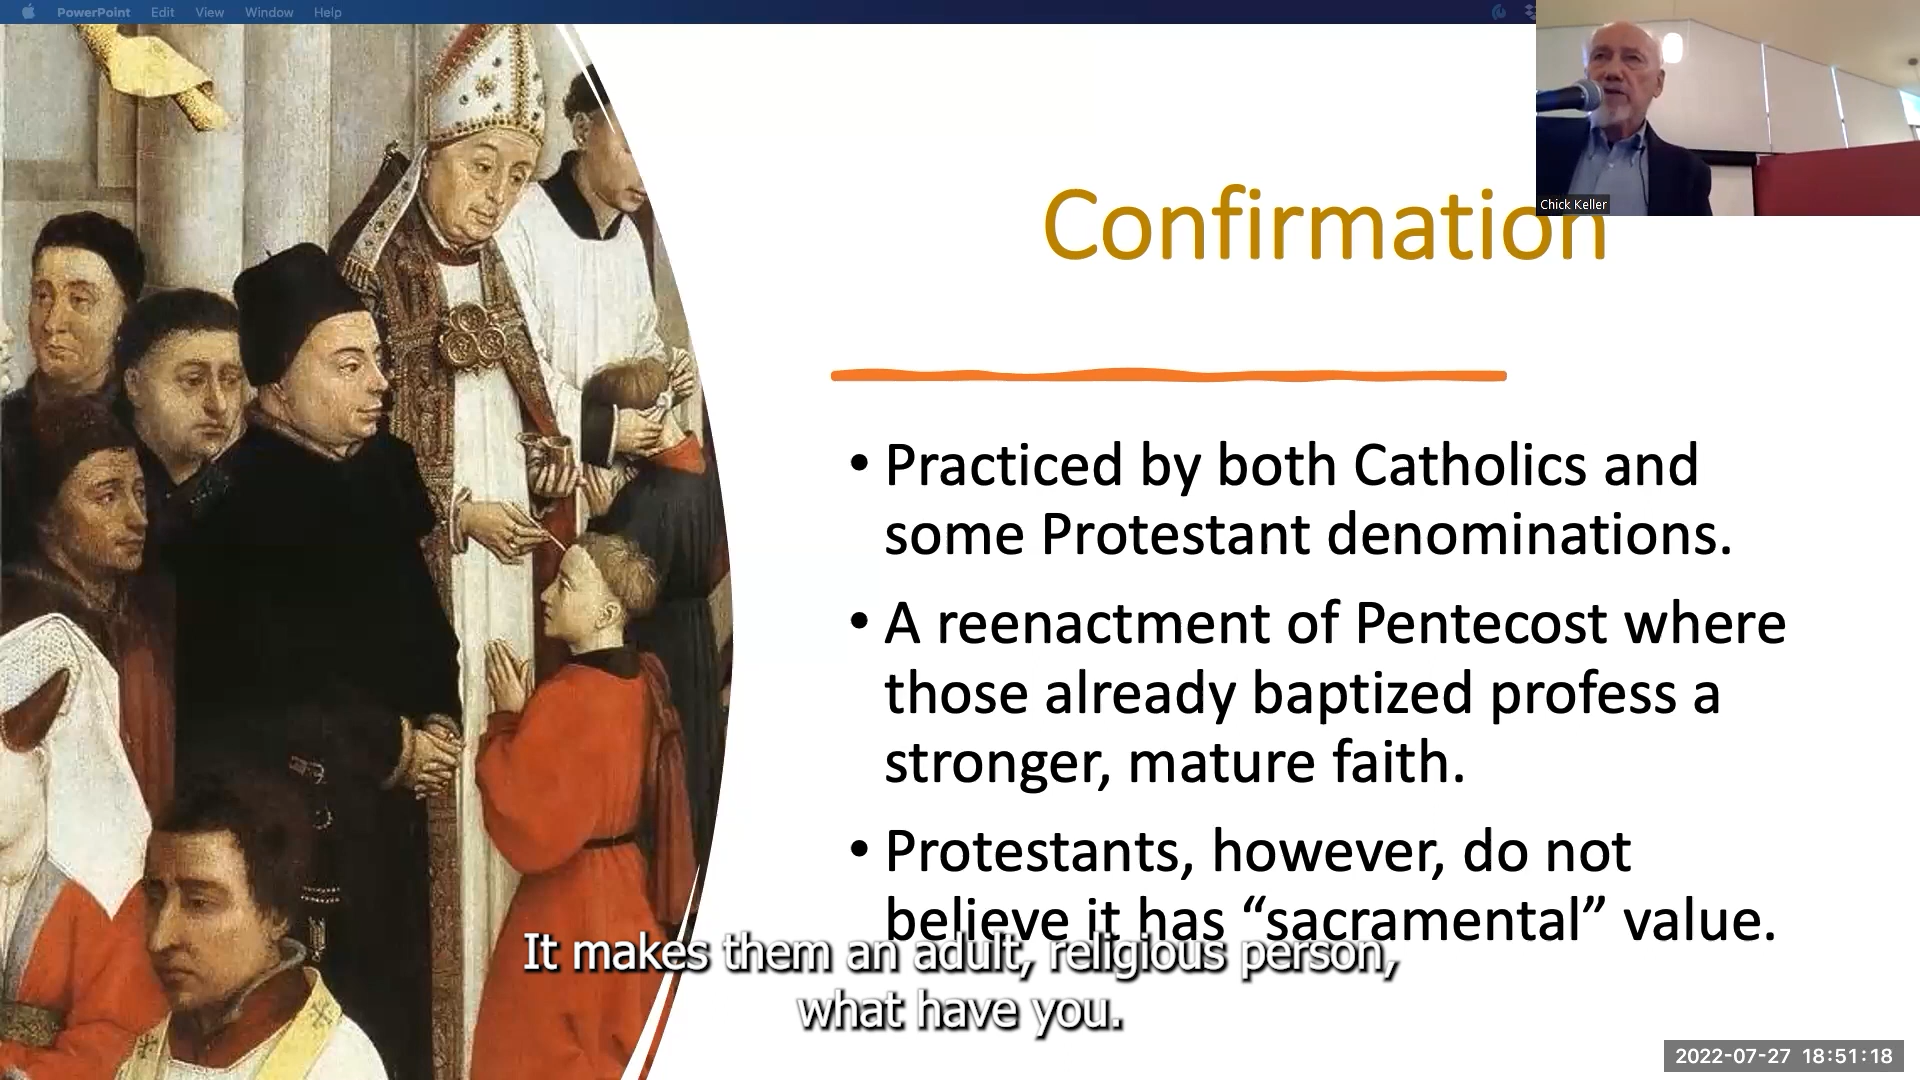 PowerPoint Edit View Window Help
Chick Keller
Confirmation
• Practiced by both Catholics and
some Protestant denominations.
• A reenactment of Pentecost where
those already baptized profess a
stronger, mature faith.
• Protestants, however, do not
believe it has “sacramental” value.
It makes them an adult, religious person,
what have you.
2022-07-27 18:51:18